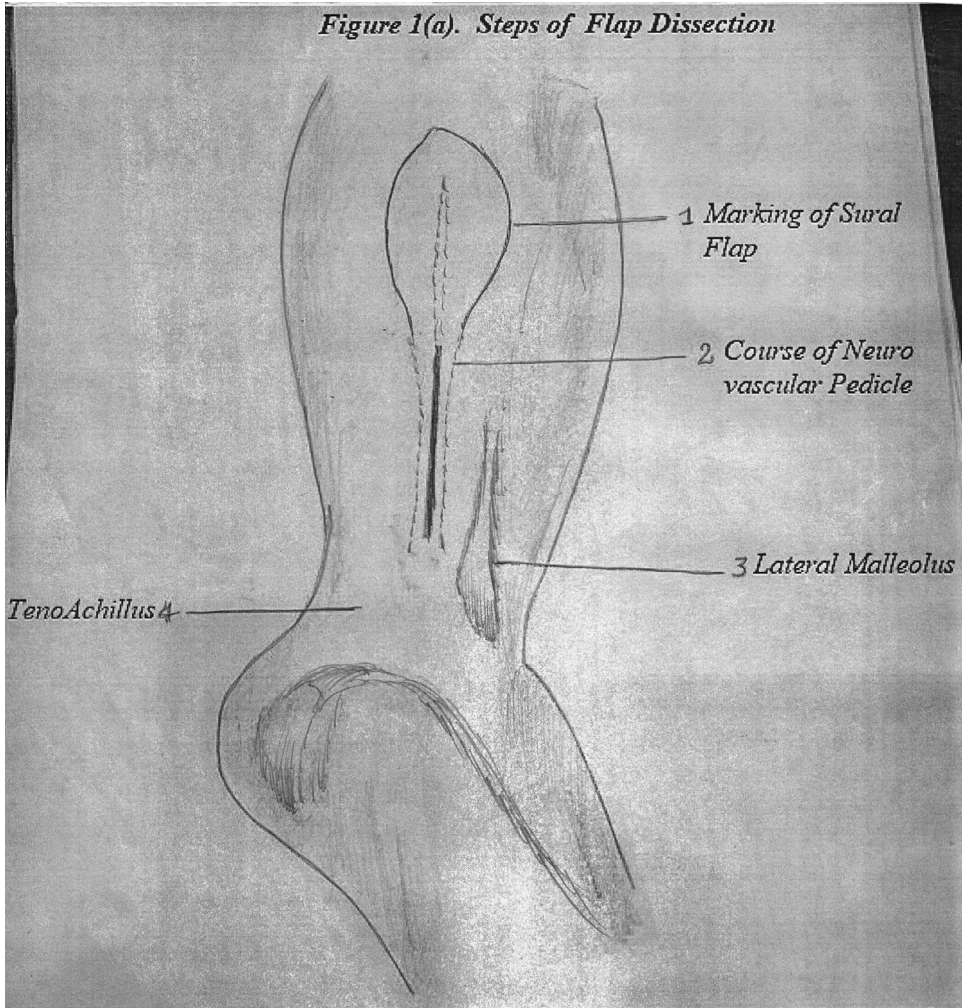 Figure 1(a). Steps of Flap Dissection
1 Marking of Sural
Flap
2 Course of Neuro
vascular Pedicle
3 Lateral Malleolus
TenoAchillus 4